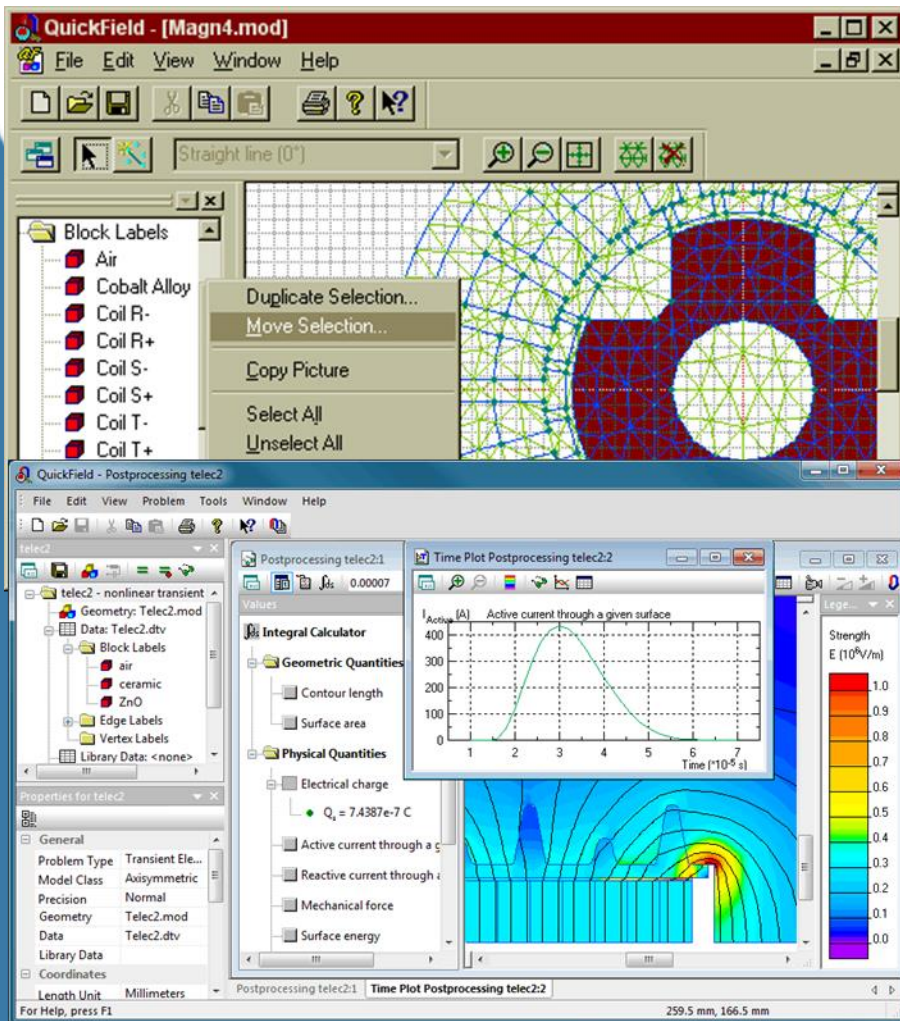 QuickField - [Magn4.mod]
File Edit View Window Help
Straight line (0°)
Block Labels
Air
Cobalt Alloy
Coil R-
Coil R+
Coil S-
Coil S+
Coil T-
Coil T+
Duplicate Selection...
Move Selection...
Copy Picture
Select All
Unselect All
QuickField - Postprocessing telec2
File Edit View Problem Tools Window Help
telec2
telec2 - nonlinear transient
Geometry: Telec2.mod
Data: Telec2.dtv
Block Labels
air
ceramic
ZnO
Edge Labels
Vertex Labels
Library Data: <none>
Properties for telec2
General
Problem Type Transient Ele...
Model Class Axisymmetric
Precision Normal
Geometry Telec2.mod
Data Telec2.dtv
Library Data
Coordinates
Length Unit Millimeters
Postprocessing telec2:1
0.00007
Values
Integral Calculator
Geometric Quantities
Contour length
Surface area
Physical Quantities
Electrical charge
Qs = 7.4387e-7 C
Active current through a g
Reactive current through a
Mechanical force
Surface energy
Time Plot Postprocessing telec2:2
I Active (A) Active current through a given surface
400
300
200
100
0
1 2 3 4 5 6 7
Time (*10-5 s)
Lege...
Strength
E (10⁶V/m)
1.0
0.9
0.8
0.7
0.6
0.5
0.4
0.3
0.2
0.1
0.0
Postprocessing telec2:1 Time Plot Postprocessing telec2:2
For Help, press F1 259.5 mm, 166.5 mm